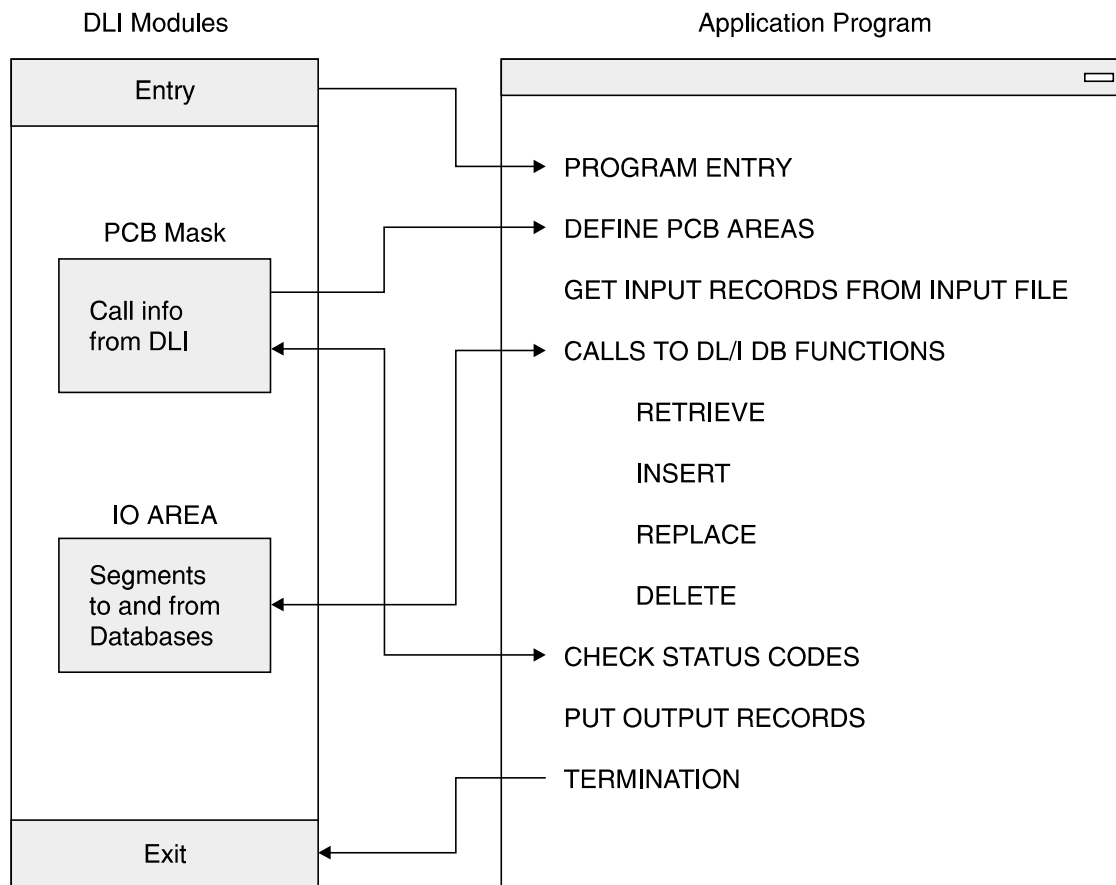 DLI Modules
Application Program
Entry
PROGRAM ENTRY
PCB Mask
DEFINE PCB AREAS
Call info
from DLI
GET INPUT RECORDS FROM INPUT FILE
CALLS TO DL/I DB FUNCTIONS
RETRIEVE
INSERT
IO AREA
REPLACE
Segments
to and from
Databases
DELETE
CHECK STATUS CODES
PUT OUTPUT RECORDS
TERMINATION
Exit